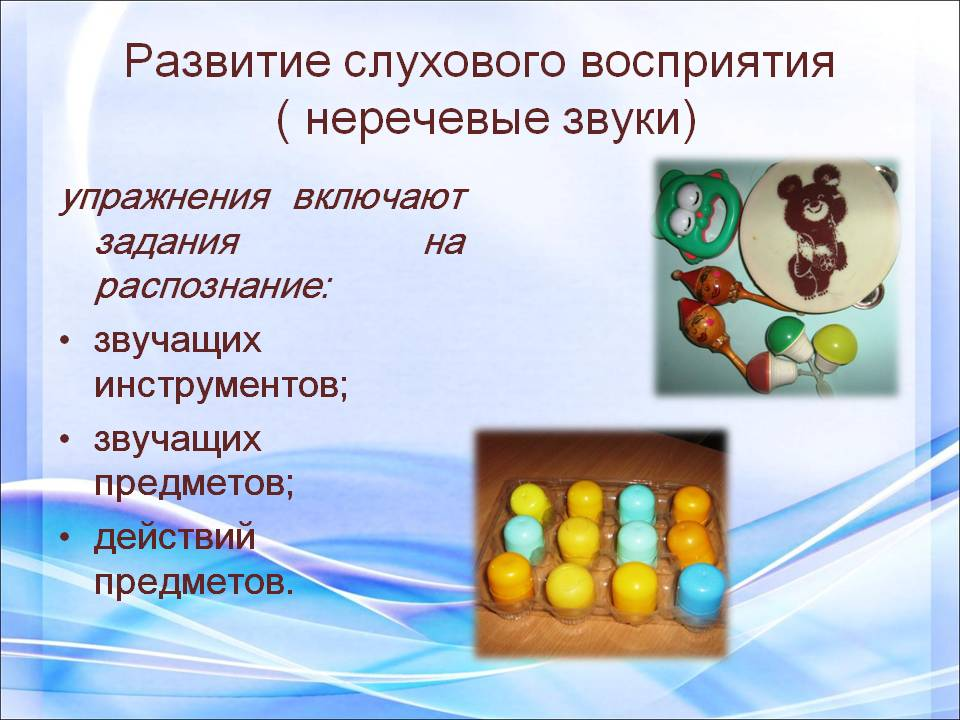 Развитие слухового восприятия
( неречевые звуки)
упражнения включают
задания на
распознание:
• звучащих
инструментов;
• звучащих
предметов;
• действий
предметов.